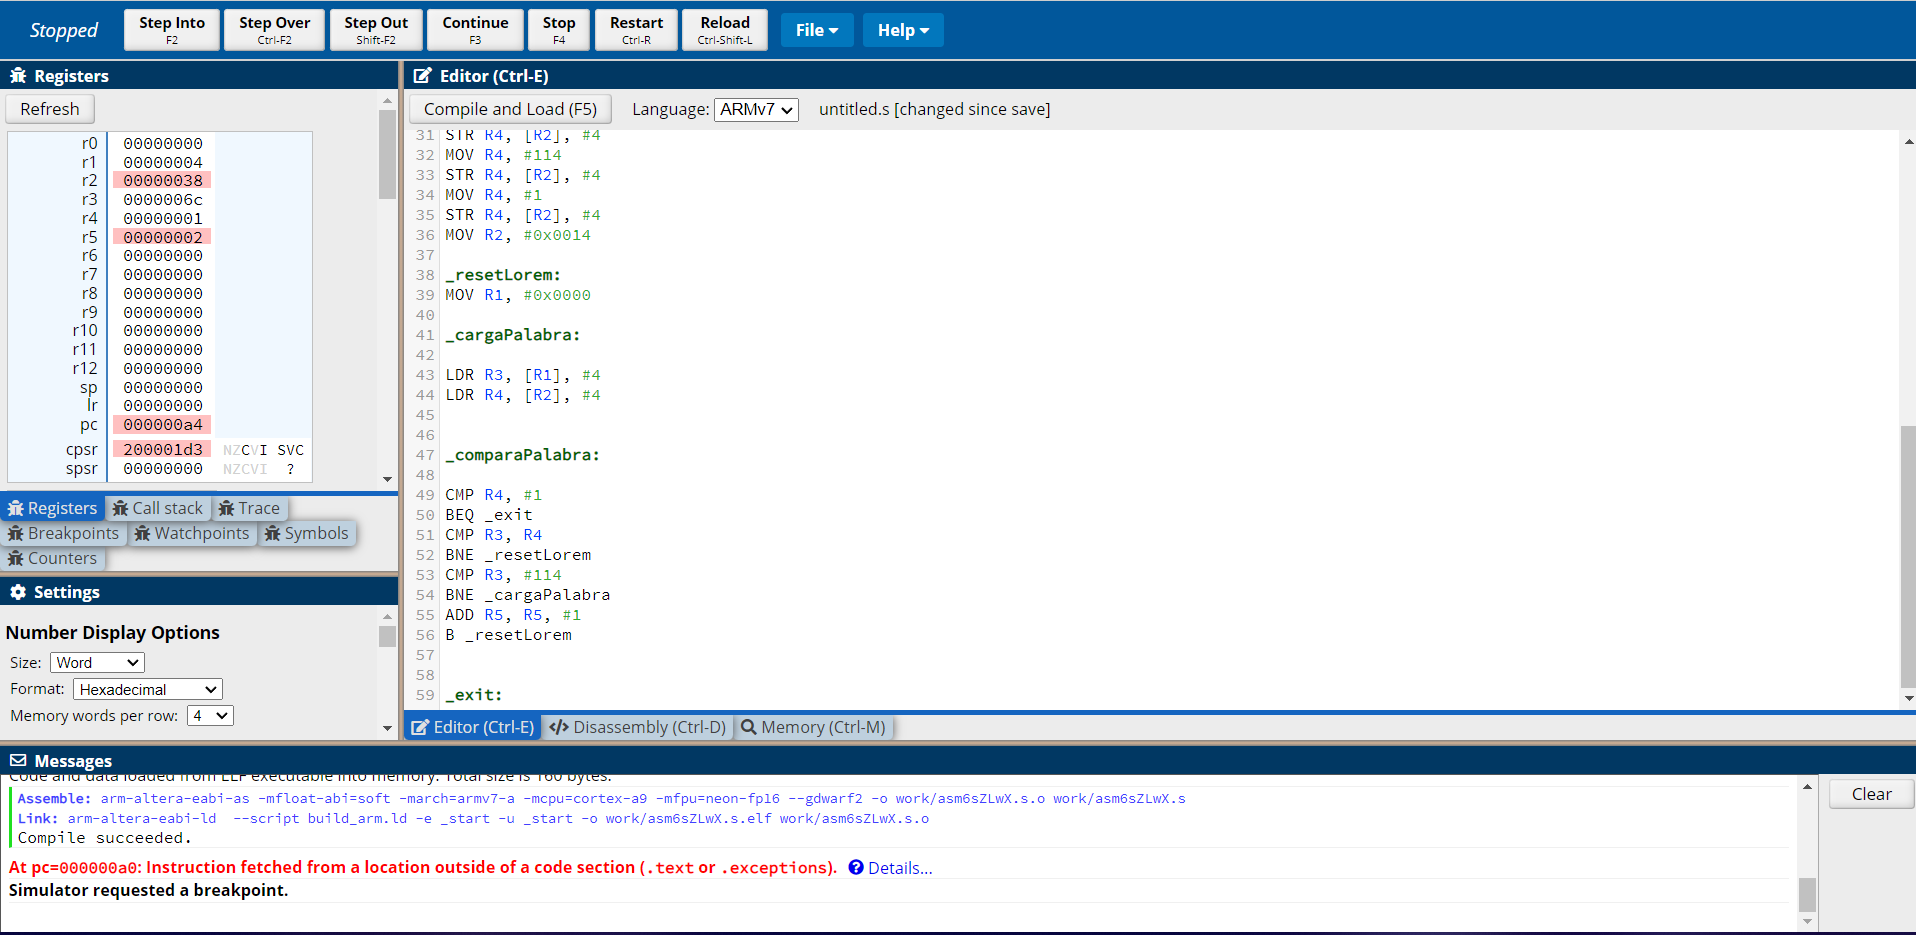 Stopped
Step Into
F2
Step Over
Ctrl-F2
Step Out
Shift-F2
Continue
F3
Stop
F4
Restart
Ctrl-R
Reload
Ctrl-Shift-L
File
Help
Registers
Refresh
r0 00000000
r1 00000004
r2 00000038
r3 0000006c
r4 00000001
r5 00000002
r6 00000000
r7 00000000
r8 00000000
r9 00000000
r10 00000000
r11 00000000
r12 00000000
sp 00000000
lr 00000000
pc 000000a4
cpsr 200001d3 NZCVI SVC
spsr 00000000 NZCVI ?
Registers Call stack Trace
Breakpoints Watchpoints Symbols
Counters
Settings
Number Display Options
Size: Word
Format: Hexadecimal
Memory words per row: 4
Editor (Ctrl-E)
Compile and Load (F5) Language: ARMv7 untitled.s [changed since save]
31 STR R4, [R2], #4
32 MOV R4, #114
33 STR R4, [R2], #4
34 MOV R4, #1
35 STR R4, [R2], #4
36 MOV R2, #0x0014
37
38 _resetLorem:
39 MOV R1, #0x0000
40
41 _cargaPalabra:
42
43 LDR R3, [R1], #4
44 LDR R4, [R2], #4
45
46
47 _comparaPalabra:
48
49 CMP R4, #1
50 BEQ _exit
51 CMP R3, R4
52 BNE _resetLorem
53 CMP R3, #114
54 BNE _cargaPalabra
55 ADD R5, R5, #1
56 B _resetLorem
57
58
59 _exit:
Editor (Ctrl-E) Disassembly (Ctrl-D) Memory (Ctrl-M)
Messages
Code and data loaded from ELF executable into memory. Total size is 160 bytes.
Assemble: arm-altera-eabi-as -mfloat-abi=soft -march=armv7-a -mcpu=cortex-a9 -mfpu=neon-fp16 --gdwarf2 -o work/asm6sZLwX.s.o work/asm6sZLwX.s
Link: arm-altera-eabi-ld --script build_arm.ld -e _start -u _start -o work/asm6sZLwX.s.elf work/asm6sZLwX.s.o
Compile succeeded.
At pc=000000a0: Instruction fetched from a location outside of a code section (.text or .exceptions). Details...
Simulator requested a breakpoint.
Clear